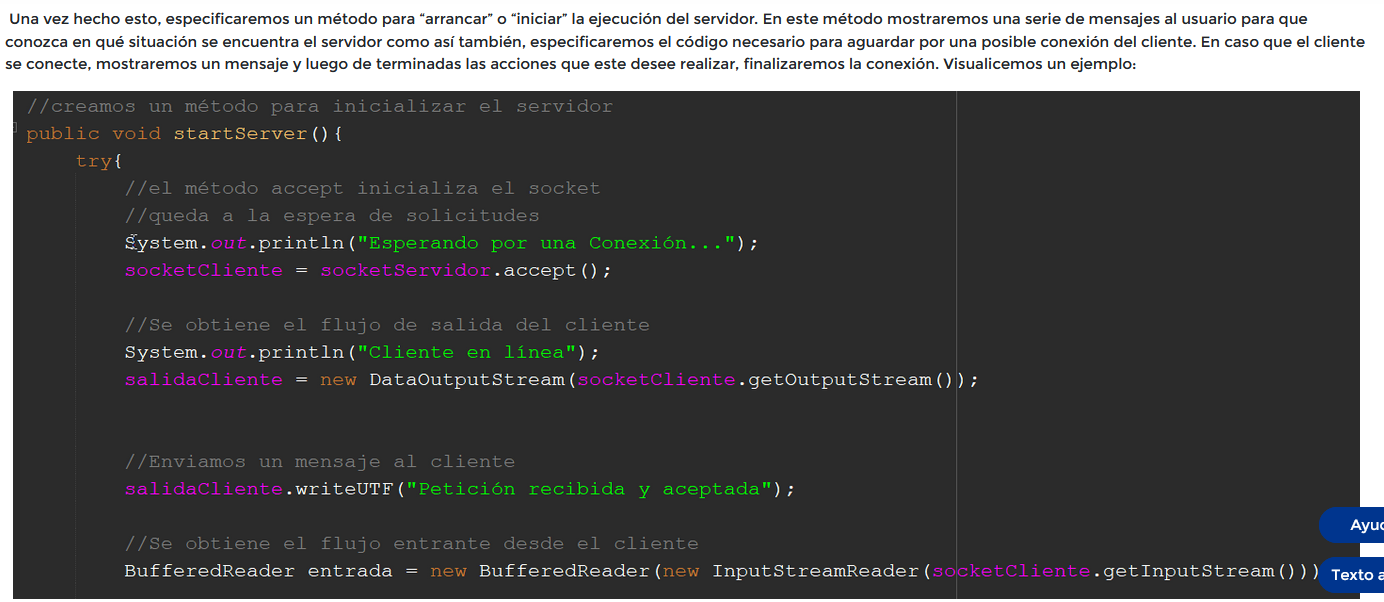 Una vez hecho esto, especificaremos un método para “arrancar” o “iniciar” la ejecución del servidor. En este método mostraremos una serie de mensajes al usuario para que
conozca en qué situación se encuentra el servidor como así también, especificaremos el código necesario para aguardar por una posible conexión del cliente. En caso que el cliente
se conecte, mostraremos un mensaje y luego de terminadas las acciones que este desee realizar, finalizaremos la conexión. Visualicemos un ejemplo:
//creamos un método para inicializar el servidor
public void startServer(){
try{
//el método accept inicializa el socket
//queda a la espera de solicitudes
System.out.println("Esperando por una Conexión...");
socketCliente = socketServidor.accept();
//Se obtiene el flujo de salida del cliente
System.out.println("Cliente en línea");
salidaCliente = new DataOutputStream(socketCliente.getOutputStream());
//Enviamos un mensaje al cliente
salidaCliente.writeUTF("Petición recibida y aceptada");
Ayud
//Se obtiene el flujo entrante desde el cliente
BufferedReader entrada = new BufferedReader(new InputStreamReader(socketCliente.getInputStream()))
Texto a